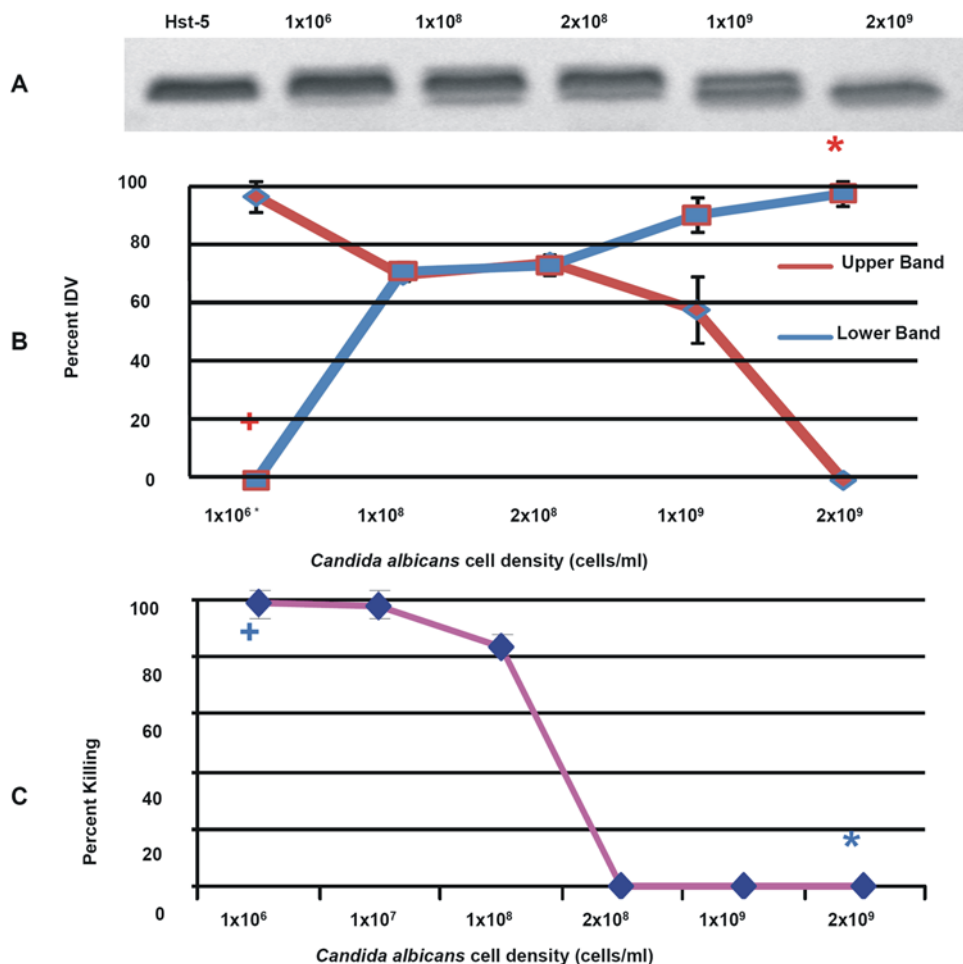 Hst-5 1x10⁶ 1x10⁸ 2x10⁸ 1x10⁹ 2x10⁹
A
*
100
80
Upper Band
60
Lower Band
B
Percent IDV
40
+
20
0
1x10⁶ * 1x10⁸ 2x10⁸ 1x10⁹ 2x10⁹
Candida albicans cell density (cells/ml)
100
+
80
60
C
Percent Killing
40
*
20
0
1x10⁶ 1x10⁷ 1x10⁸ 2x10⁸ 1x10⁹ 2x10⁹
Candida albicans cell density (cells/ml)